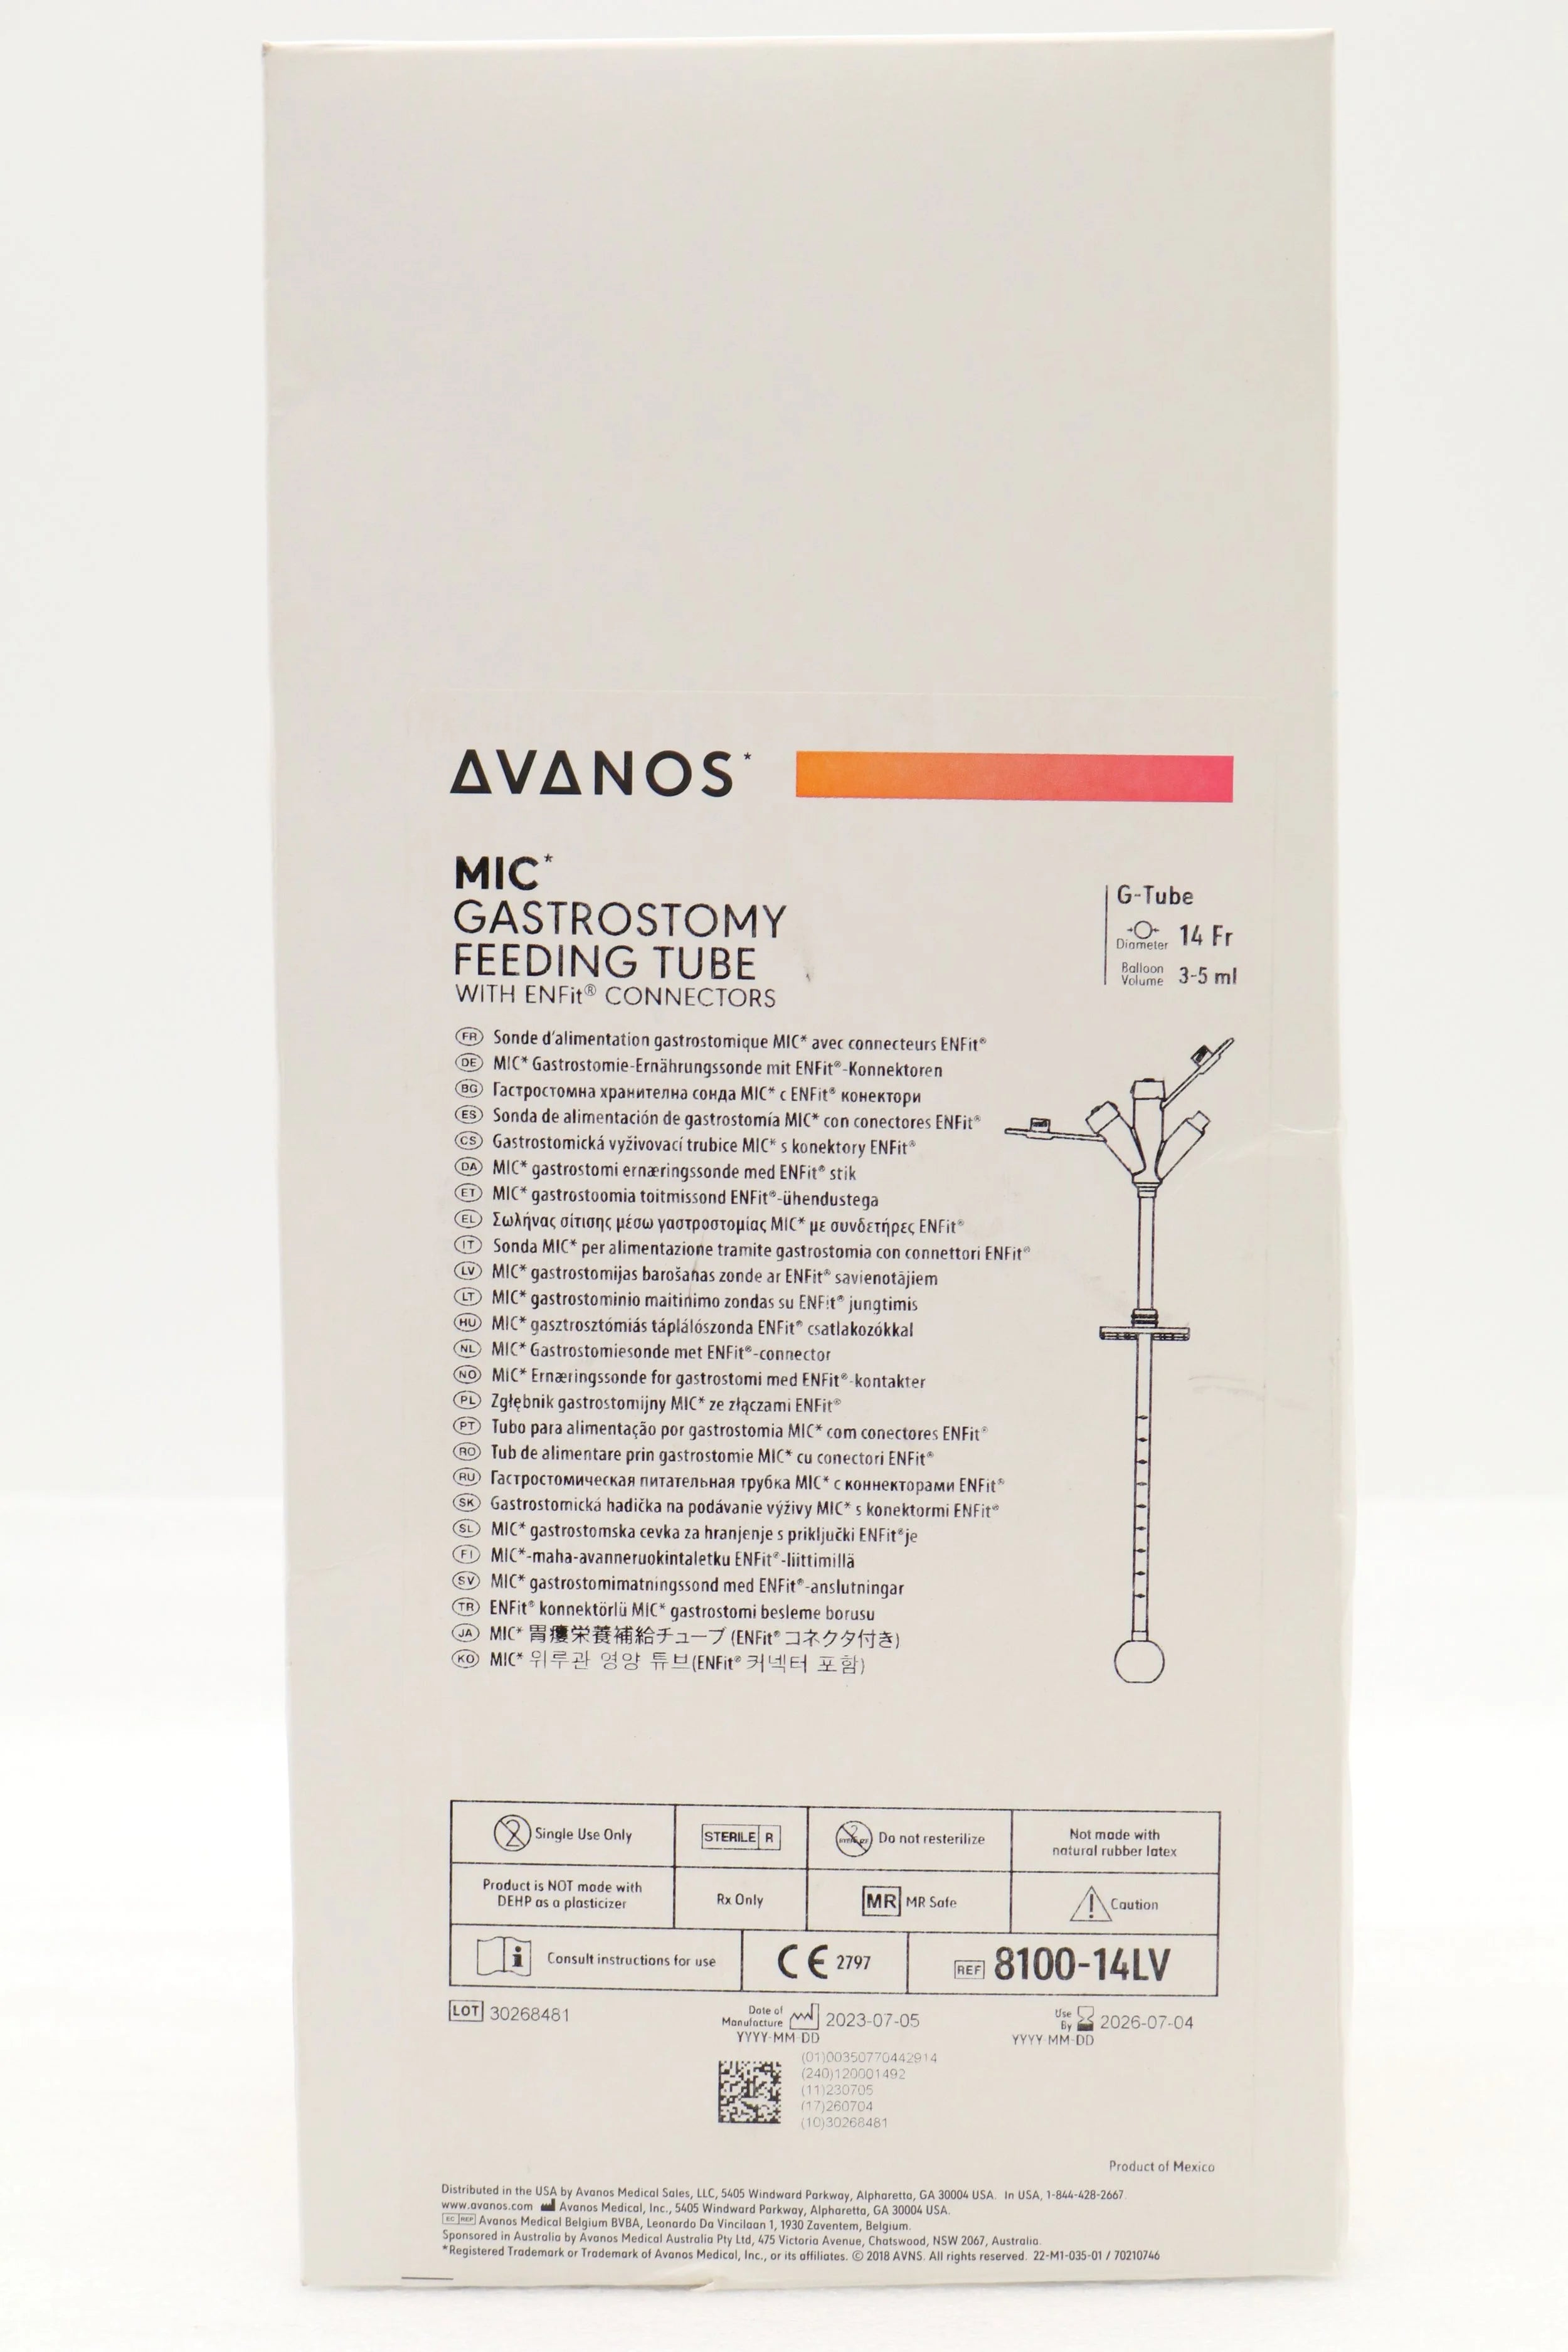 AVANOS*
MIC*
GASTROSTOMY
FEEDING TUBE
WITH ENFit® CONNECTORS
G-Tube
Diameter 14 Fr
Balloon
Volume 3-5 ml
FR Sonde d'alimentation gastrostomique MIC* avec connecteurs ENFit®
DE MIC* Gastrostomie-Ernährungssonde mit ENFit®-Konnektoren
BG Гастростомна хранителна сонда MIC* с ENFit® конектори
ES Sonda de alimentación de gastrostomía MIC* con conectores ENFit®
CS Gastrostomická vyživovací trubice MIC* s konektory ENFit®
DA MIC* gastrostomi ernæringssonde med ENFit® stik
ET MIC* gastrostoomia toitmissond ENFit®-ühendustega
EL Σωλήνας σίτισης μέσω γαστροστομίας MIC* με συνδετήρες ENFit®
IT Sonda MIC* per alimentazione tramite gastrostomia con connettori ENFit®
LV MIC* gastrostomijas barošanas zonde ar ENFit® savienotājiem
LT MIC* gastrostominio maitinimo zondas su ENFit® jungtimis
HU MIC* gasztrosztómiás táplálószonda ENFit® csatlakozókkal
NL MIC* Gastrostomiesonde met ENFit®-connector
NO MIC* Ernæringssonde for gastrostomi med ENFit®-kontakter
PL Zgłębnik gastrostomijny MIC* ze złączami ENFit®
PT Tubo para alimentação por gastrostomia MIC* com conectores ENFit®
RO Tub de alimentare prin gastrostomie MIC* cu conectori ENFit®
RU Гастростомическая питательная трубка MIC* с коннекторами ENFit®
SK Gastrostomická hadička na podávanie výživy MIC* s konektormi ENFit®
SL MIC* gastrostomska cevka za hranjenje s priključki ENFit®je
FI MIC*-maha-avanneruokintaletku ENFit®-liittimillä
SV MIC* gastrostomimatningssond med ENFit®-anslutningar
TR ENFit® konnektörlü MIC* gastrostomi besleme borusu
JA MIC* 胃瘻栄養補給チューブ (ENFit® コネクタ付き)
KO MIC* 위루관 영양 튜브(ENFit® 커넥터 포함)
2 Single Use Only
STERILE R
2 Do not resterilize
Not made with
natural rubber latex
Product is NOT made with
DEHP as a plasticizer
Rx Only
MR MR Safe
! Caution
i Consult instructions for use
CE 2797
REF 8100-14LV
LOT 30268481
Date of
Manufacture 2023-07-05
YYYY-MM-DD
Use
By 2026-07-04
YYYY-MM-DD
(01)00350770442914
(240)120001492
(11)230705
(17)260704
(10)30268481
Product of Mexico
Distributed in the USA by Avanos Medical Sales, LLC, 5405 Windward Parkway, Alpharetta, GA 30004 USA. In USA, 1-844-428-2667.
www.avanos.com Avanos Medical, Inc., 5405 Windward Parkway, Alpharetta, GA 30004 USA.
EC REP Avanos Medical Belgium BVBA, Leonardo Da Vincilaan 1, 1930 Zaventem, Belgium.
Sponsored in Australia by Avanos Medical Australia Pty Ltd, 475 Victoria Avenue, Chatswood, NSW 2067, Australia.
*Registered Trademark or Trademark of Avanos Medical, Inc., or its affiliates. © 2018 AVNS. All rights reserved. 22-M1-035-01 / 70210746